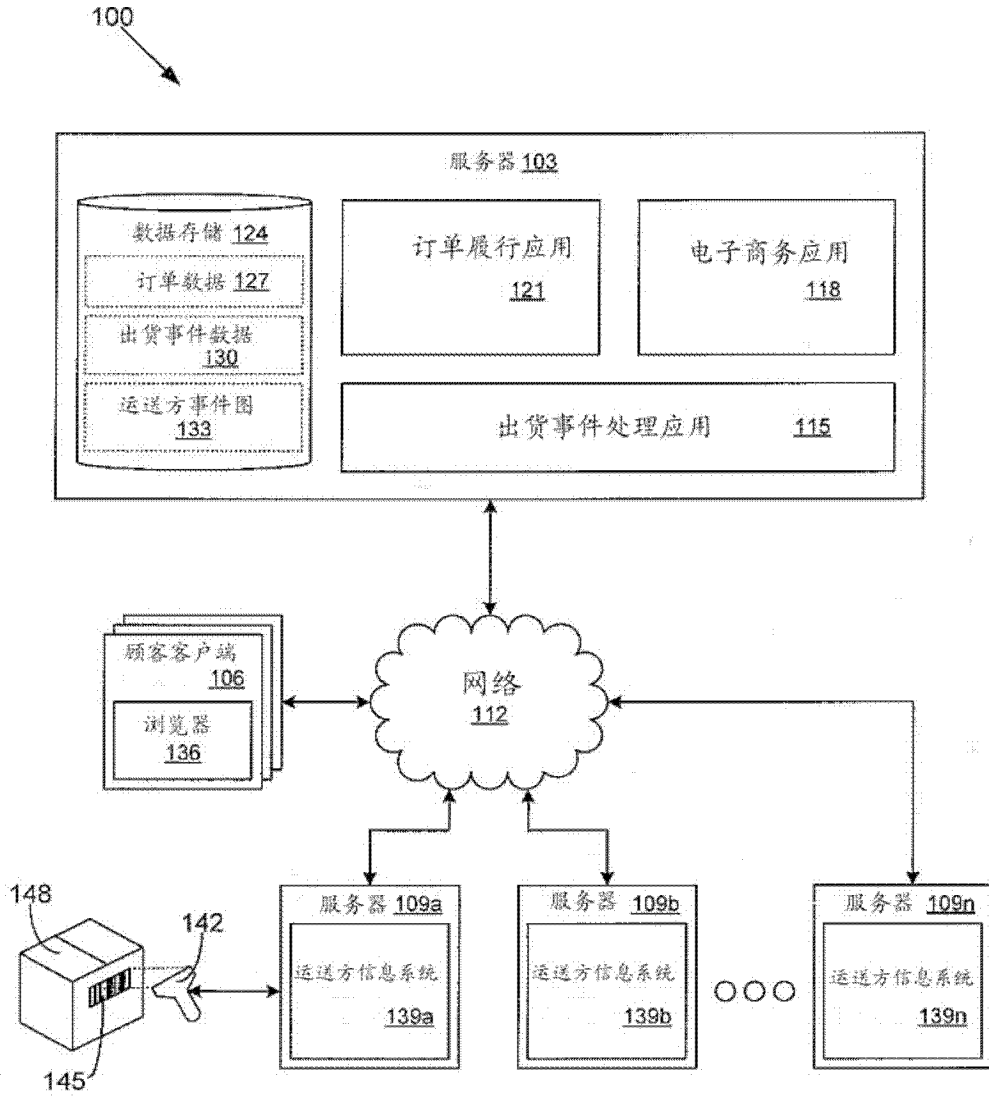 100
服务器 103
数据存储 124
订单数据 127
出货事件数据
130
运送方事件图
133
订单履行应用
121
电子商务应用
118
出货事件处理应用 115
顾客客户端
106
浏览器
136
网络
112
148
142
145
服务器 109a
运送方信息系统
139a
服务器 109b
运送方信息系统
139b
服务器 109n
运送方信息系统
139n